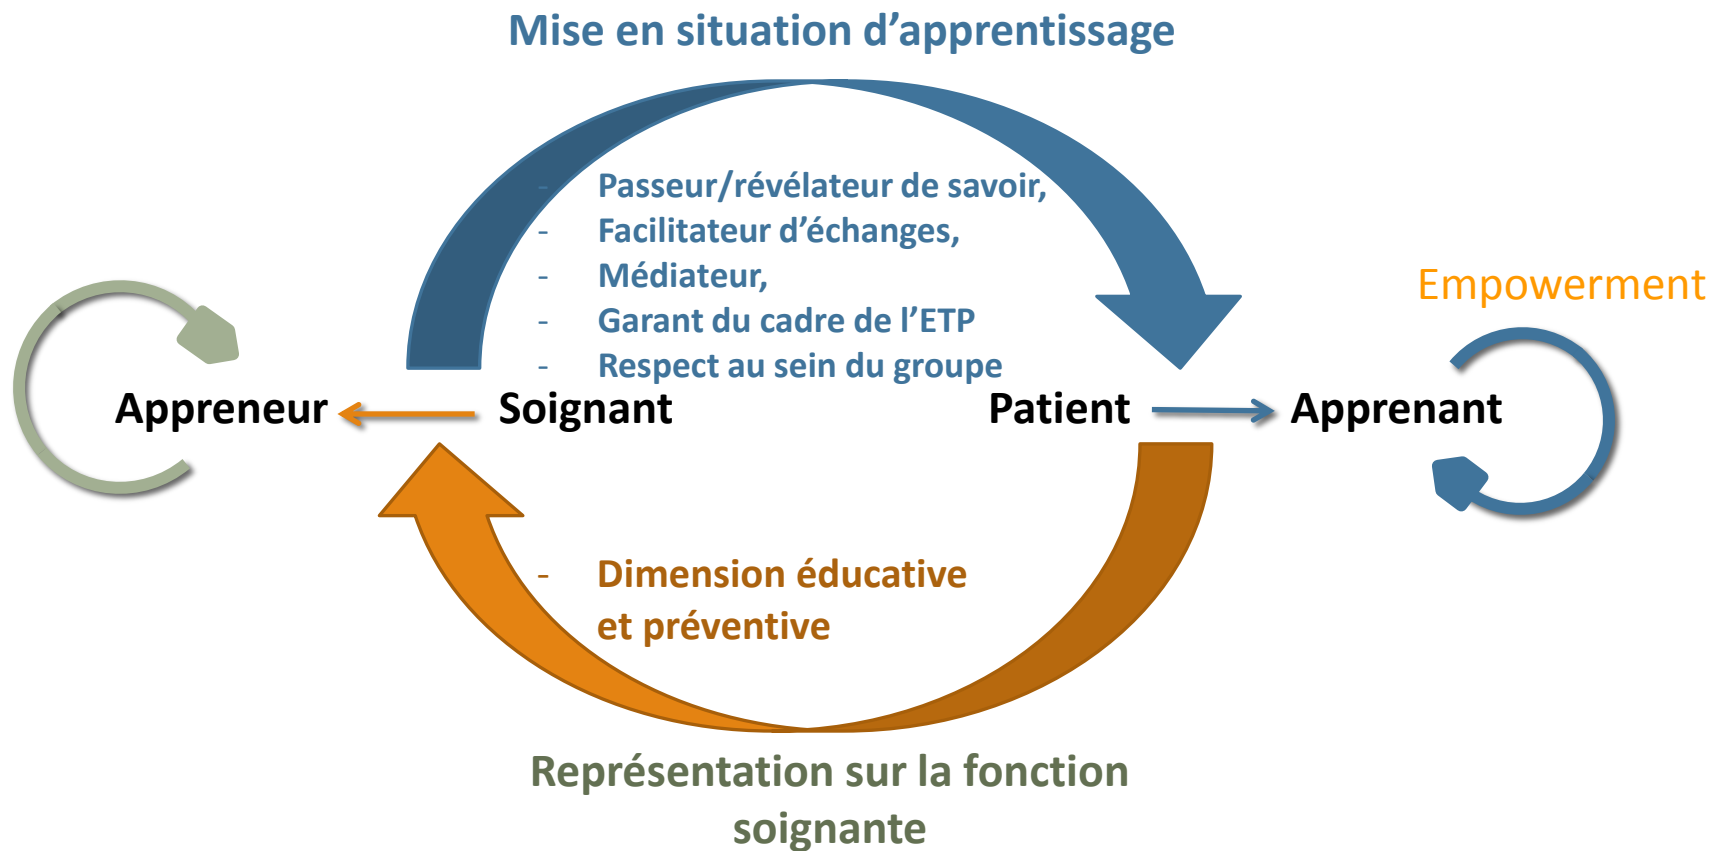 Mise en situation d’apprentissage
- Passeur/révélateur de savoir,
- Facilitateur d’échanges,
- Médiateur,
- Garant du cadre de l’ETP
- Respect au sein du groupe
Empowerment
Appreneur Soignant Patient Apprenant
- Dimension éducative
et préventive
Représentation sur la fonction
soignante